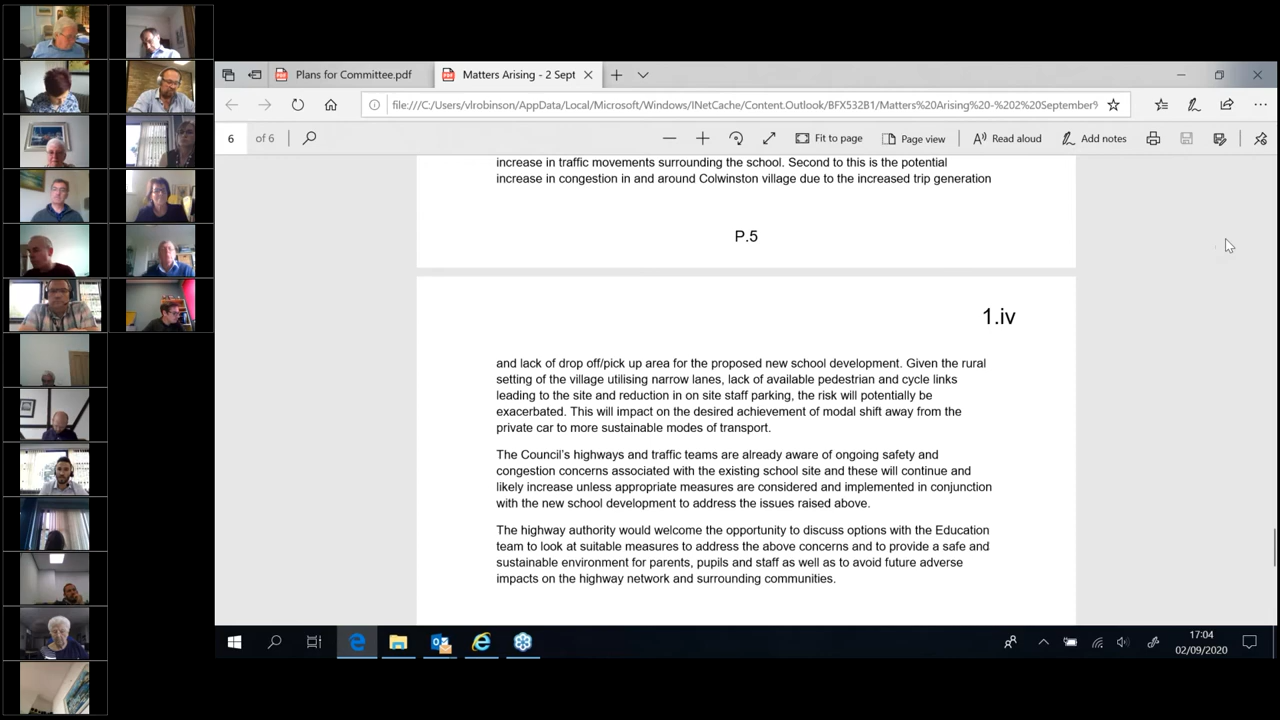 Plans for Committee.pdf
Matters Arising - 2 Sept
file:///C:/Users/vlrobinson/AppData/Local/Microsoft/Windows/INetCache/Content.Outlook/BFX532B1/Matters%20Arising%20-%202%20September%
6 of 6
Fit to page
Page view
Read aloud
Add notes
increase in traffic movements surrounding the school. Second to this is the potential
increase in congestion in and around Colwinston village due to the increased trip generation
P.5
1.iv
and lack of drop off/pick up area for the proposed new school development. Given the rural
setting of the village utilising narrow lanes, lack of available pedestrian and cycle links
leading to the site and reduction in on site staff parking, the risk will potentially be
exacerbated. This will impact on the desired achievement of modal shift away from the
private car to more sustainable modes of transport.
The Council's highways and traffic teams are already aware of ongoing safety and
congestion concerns associated with the existing school site and these will continue and
likely increase unless appropriate measures are considered and implemented in conjunction
with the new school development to address the issues raised above.
The highway authority would welcome the opportunity to discuss options with the Education
team to look at suitable measures to address the above concerns and to provide a safe and
sustainable environment for parents, pupils and staff as well as to avoid future adverse
impacts on the highway network and surrounding communities.
17:04
02/09/2020